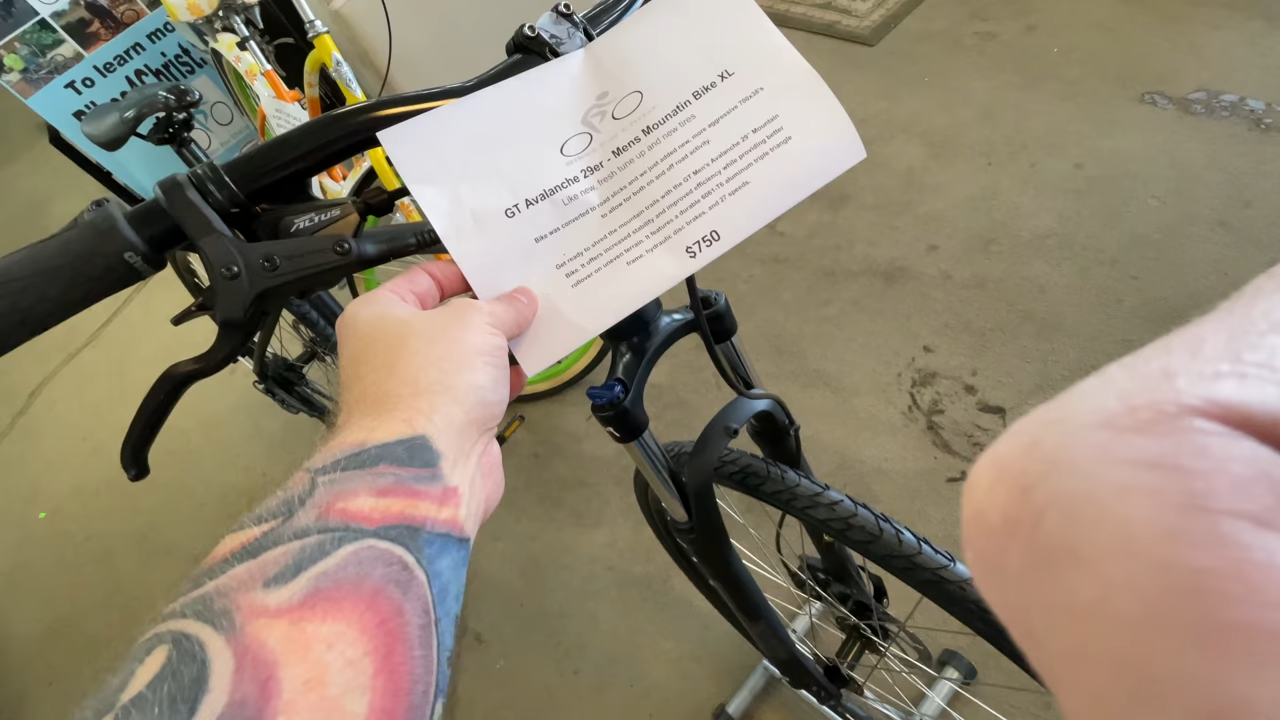 To learn mo
GT Avalanche 29er - Mens Mounatin Bike XL
Like new, fresh tune up and new tires
Bike was converted to road slicks and we just added new, more aggressive 700x38's
to allow for both on and off road activity.
Get ready to shred the mountain trails with the GT Men's Avalanche 29" Mountain
Bike. It offers increased stability and improved efficiency while providing better
rollover on uneven terrain. It features a durable 6061-T6 aluminum triple triangle
frame, hydraulic disc brakes, and 27 speeds.
$750
ALTUS